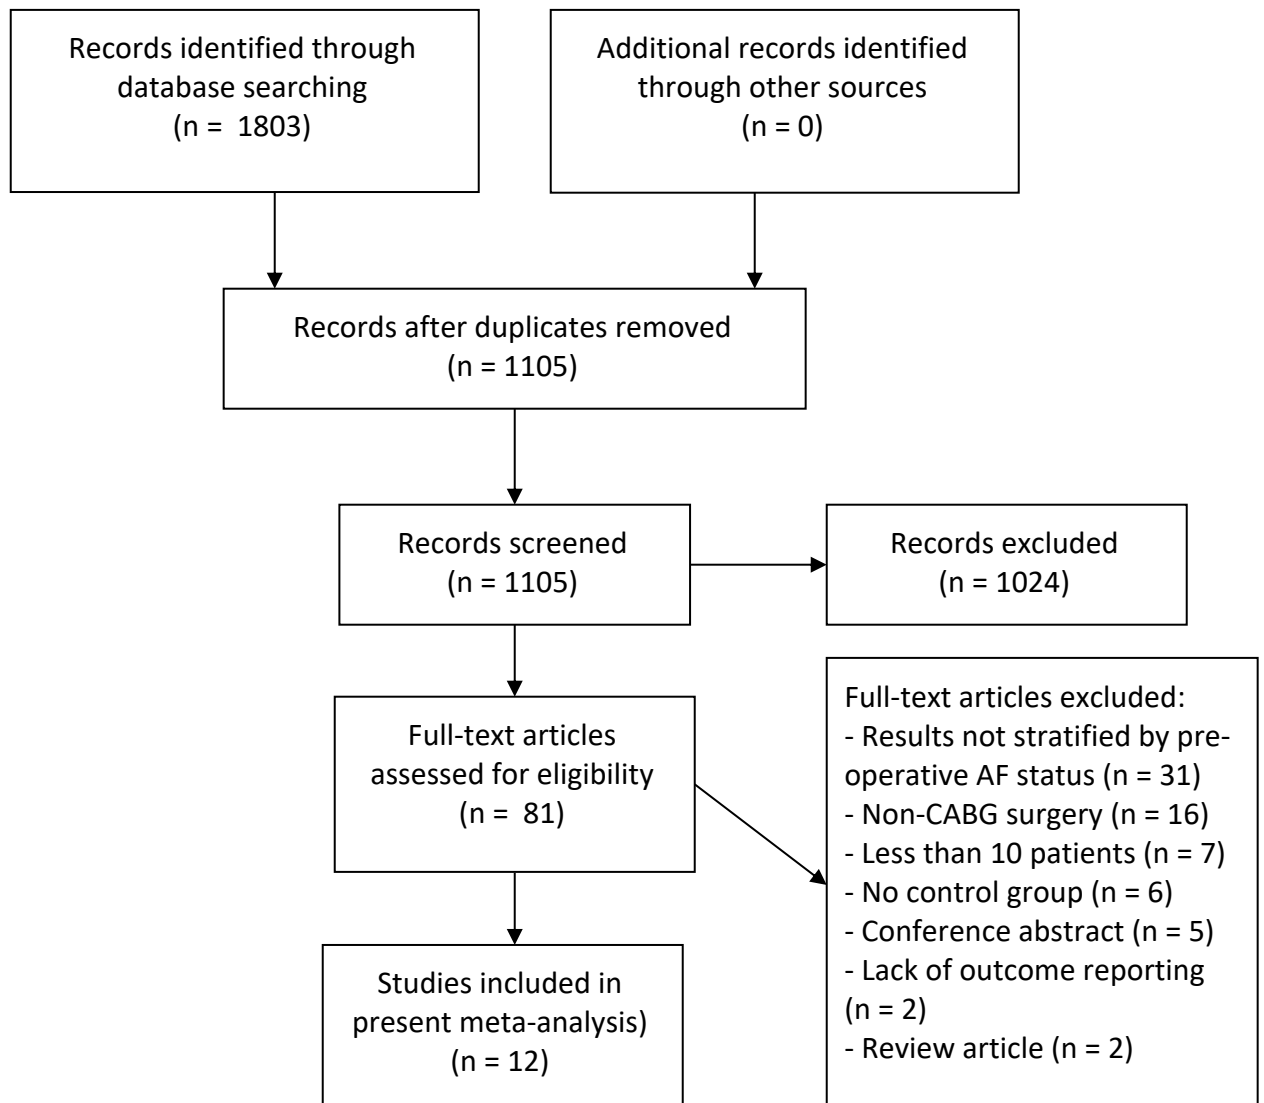 Records identified through
database searching
(n =  1803)
Additional records identified
through other sources
(n = 0)
Records after duplicates removed
(n = 1105)
Records screened
(n = 1105)
Records excluded
(n = 1024)
Full-text articles
assessed for eligibility
(n =  81)
Full-text articles excluded:
- Results not stratified by pre-
operative AF status (n = 31)
- Non-CABG surgery (n = 16)
- Less than 10 patients (n = 7)
- No control group (n = 6)
- Conference abstract (n = 5)
- Lack of outcome reporting
(n = 2)
- Review article (n = 2)
Studies included in
present meta-analysis)
(n = 12)